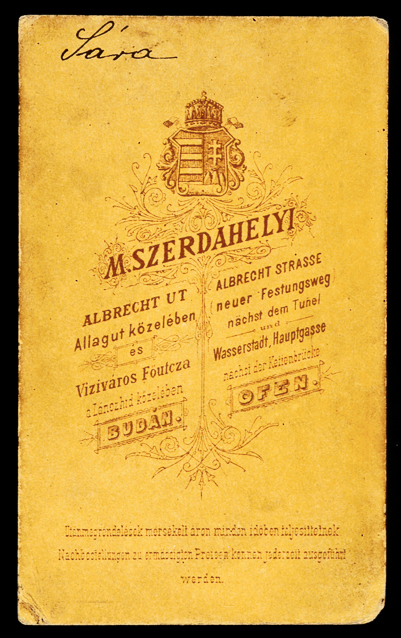 Sára
M. SZERDAHELYI
ALBRECHT UT
Allagut közelében
és
Viziváros Föutcza
a Lánczhid közelében
BUDÁN.
ALBRECHT STRASSE
neuer Festungsweg
nächst dem Tunel
und
Wasserstadt, Hauptgasse
nächst der Kettenbrücke
OFEN.
Utánmegrendelések mérsékelt áron minden időben teljesittetnek
Nachbestellungen zu ermässigten Preisen können jederzeit ausgeführt
werden.